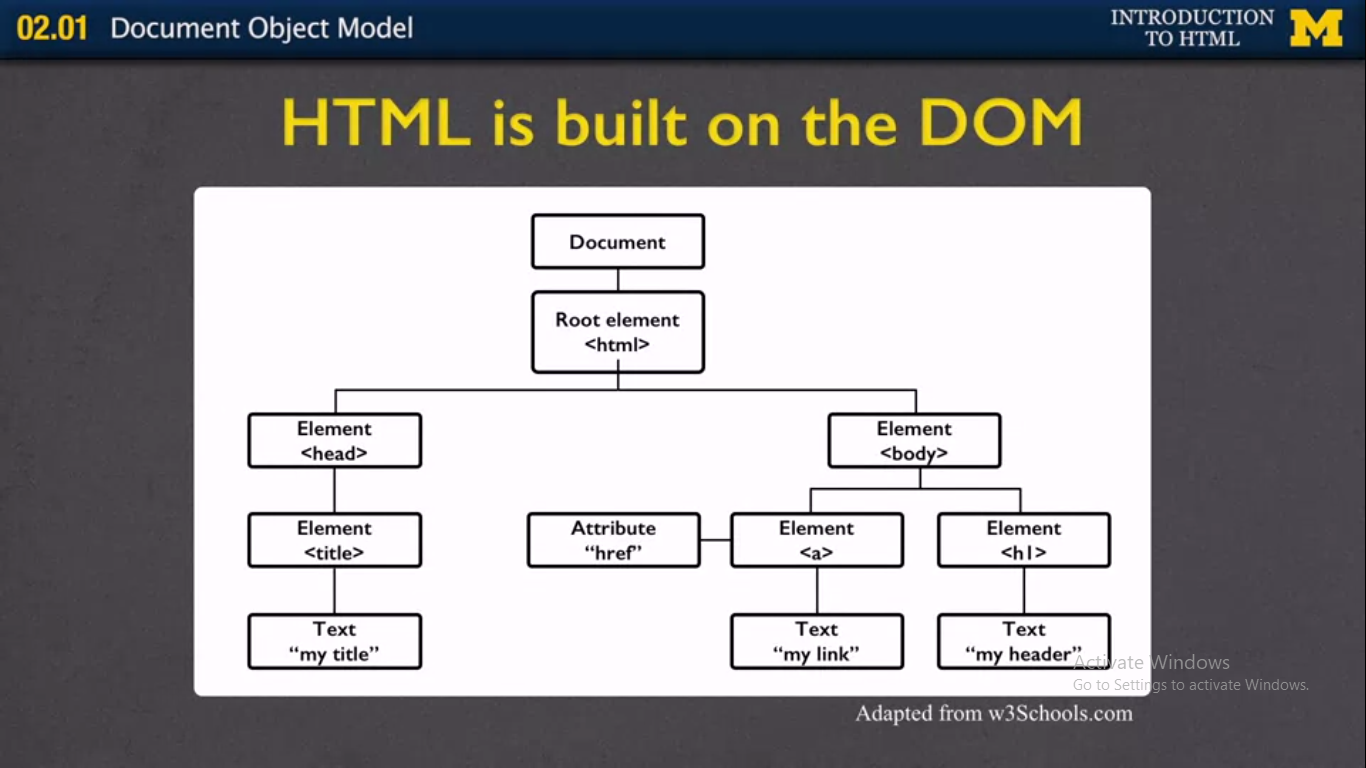 02.01 Document Object Model
INTRODUCTION
TO HTML
M
HTML is built on the DOM
Document
Root element
<html>
Element
<head>
Element
<body>
Element
<title>
Attribute
“href”
Element
<a>
Element
<h1>
Text
“my title”
Text
“my link”
Text
“my header”
Activate Windows
Go to Settings to activate Windows.
Adapted from w3Schools.com